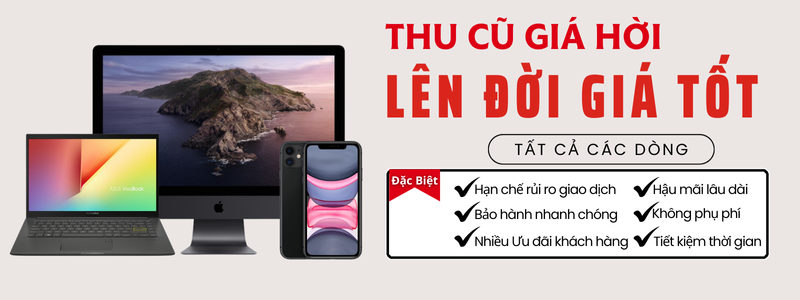 THU CŨ GIÁ HỜI
LÊN ĐỜI GIÁ TỐT
TẤT CẢ CÁC DÒNG
Đặc Biệt
Hạn chế rủi ro giao dịch
Hậu mãi lâu dài
Bảo hành nhanh chóng
Không phụ phí
Nhiều Ưu đãi khách hàng
Tiết kiệm thời gian
ASUS VivoBook